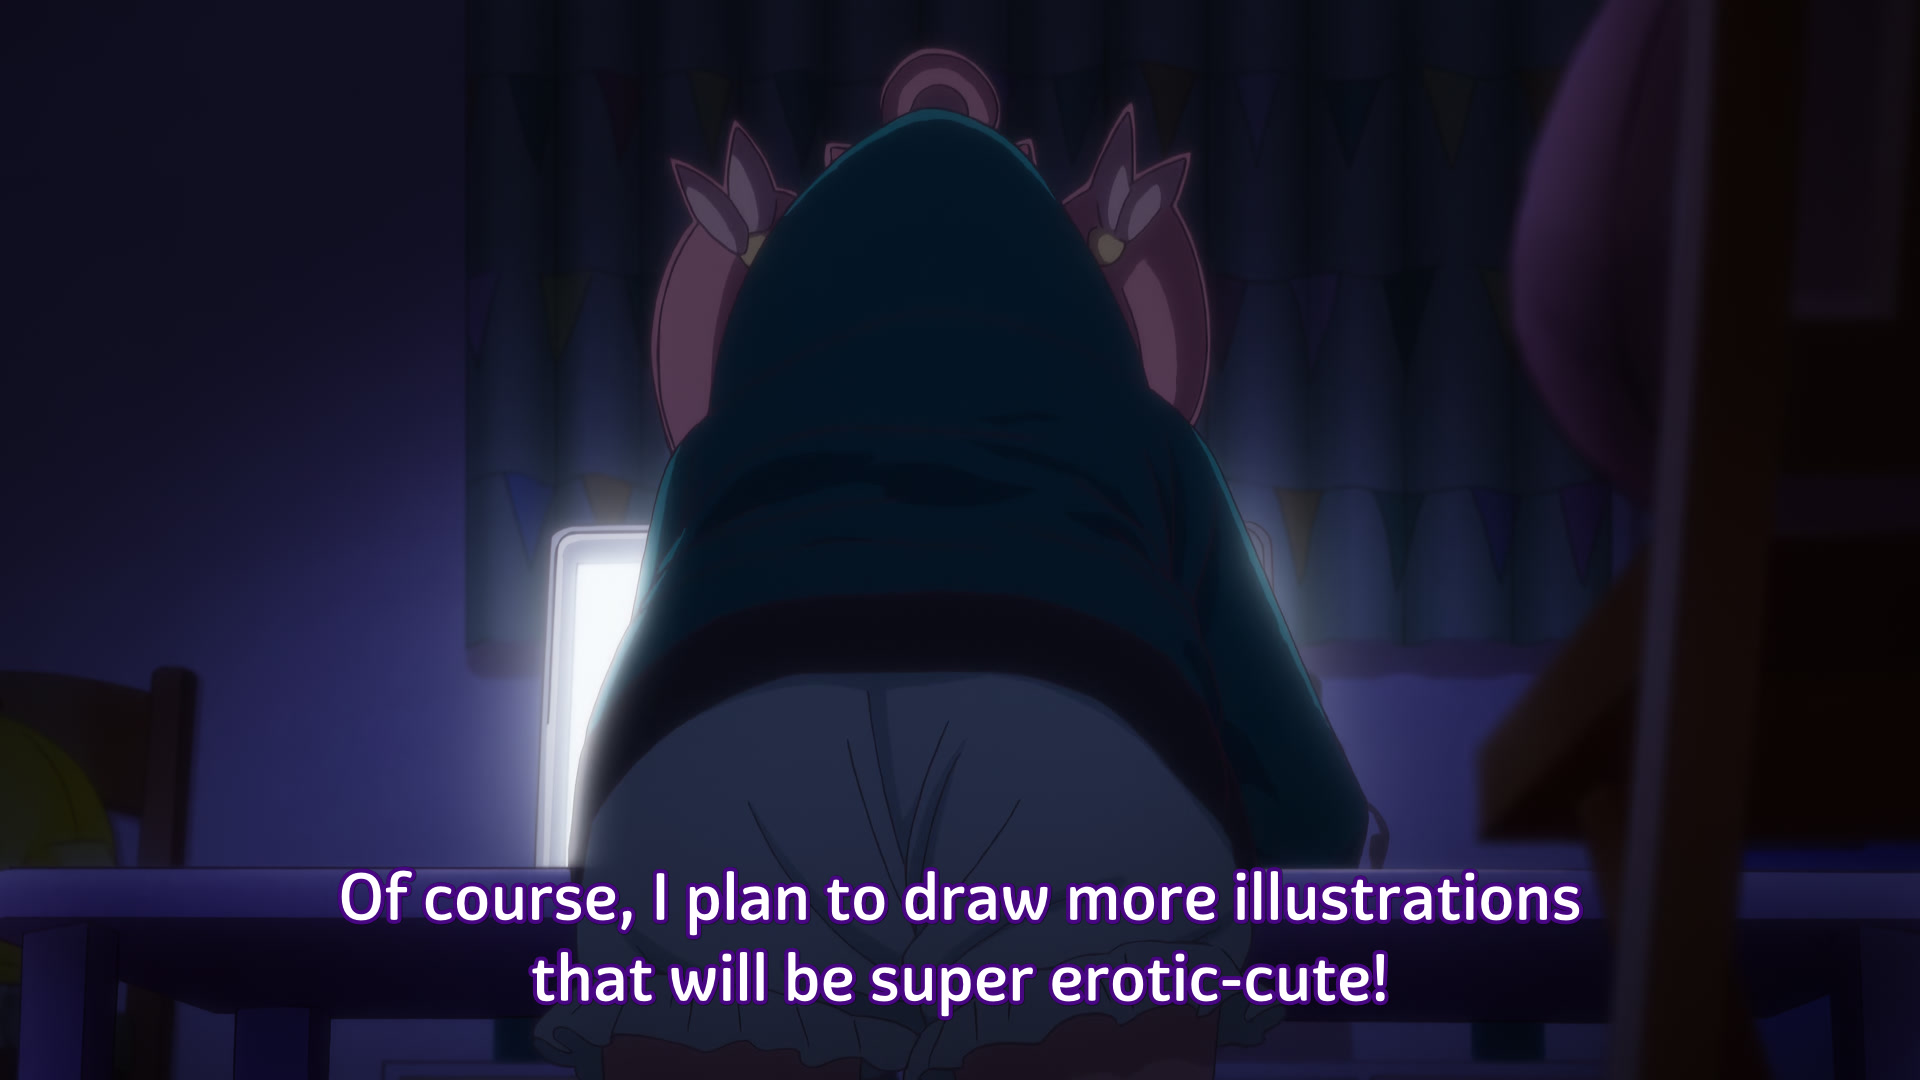 Of course, I plan to draw more illustrations
that will be super erotic-cute!